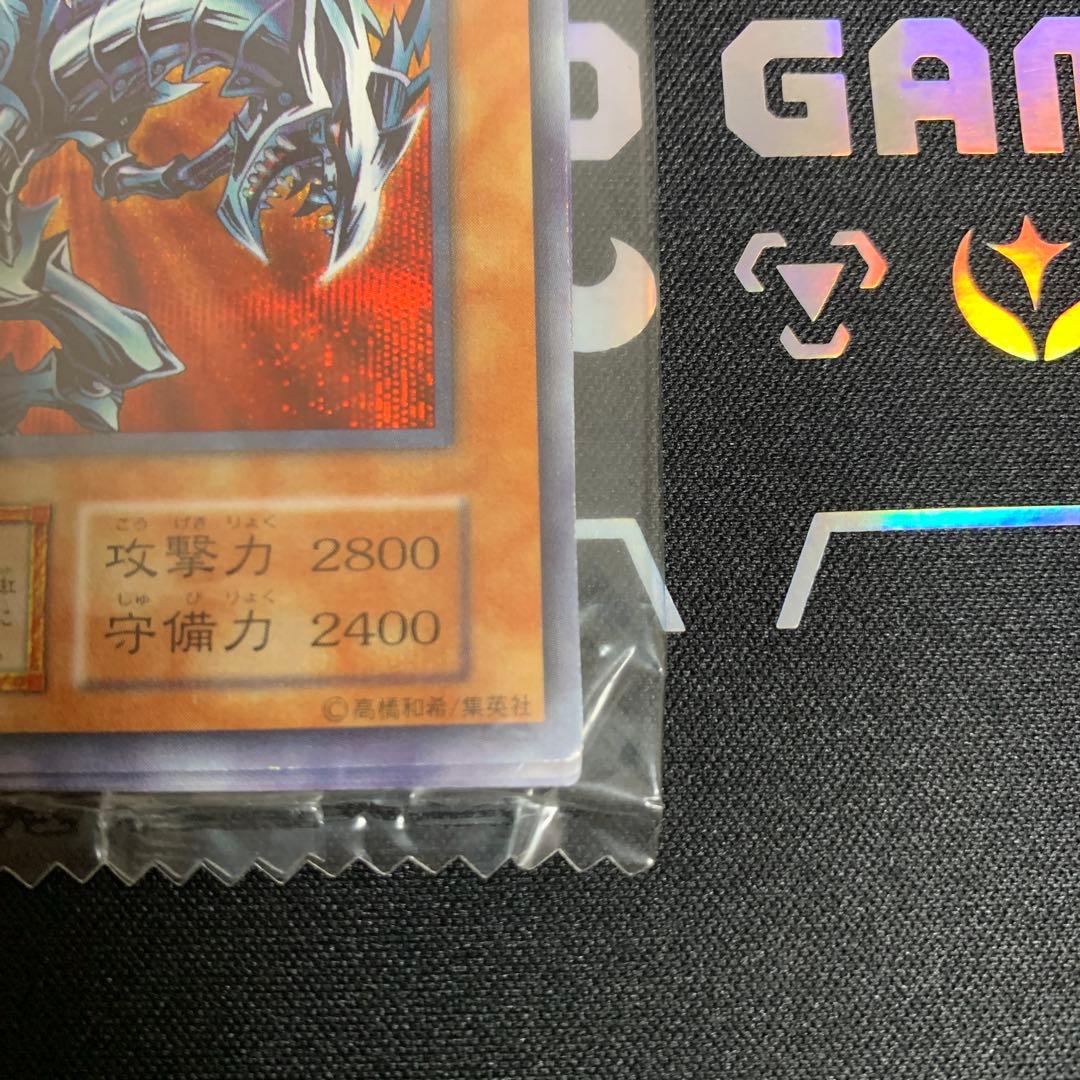 GAM
こう げき りょく
攻撃力 2800
しゅ び りょく
守備力 2400
に
©高橋和希/集英社